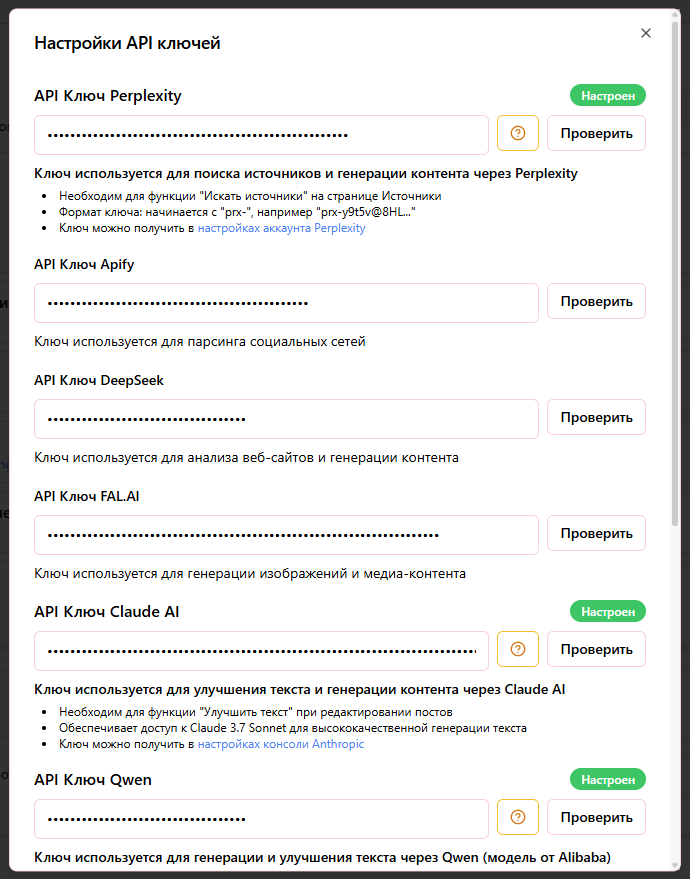 Настройки API ключей
API Ключ Perplexity
Настроен
Проверить
Ключ используется для поиска источников и генерации контента через Perplexity
• Необходим для функции "Искать источники" на странице Источники
• Формат ключа: начинается с "prx-", например "prx-y9t5v@8HL..."
• Ключ можно получить в настройках аккаунта Perplexity
API Ключ Apify
Проверить
Ключ используется для парсинга социальных сетей
API Ключ DeepSeek
Проверить
Ключ используется для анализа веб-сайтов и генерации контента
API Ключ FAL.AI
Проверить
Ключ используется для генерации изображений и медиа-контента
API Ключ Claude AI
Настроен
Проверить
Ключ используется для улучшения текста и генерации контента через Claude AI
• Необходим для функции "Улучшить текст" при редактировании постов
• Обеспечивает доступ к Claude 3.7 Sonnet для высококачественной генерации текста
• Ключ можно получить в настройках консоли Anthropic
API Ключ Qwen
Настроен
Проверить
Ключ используется для генерации и улучшения текста через Qwen (модель от Alibaba)